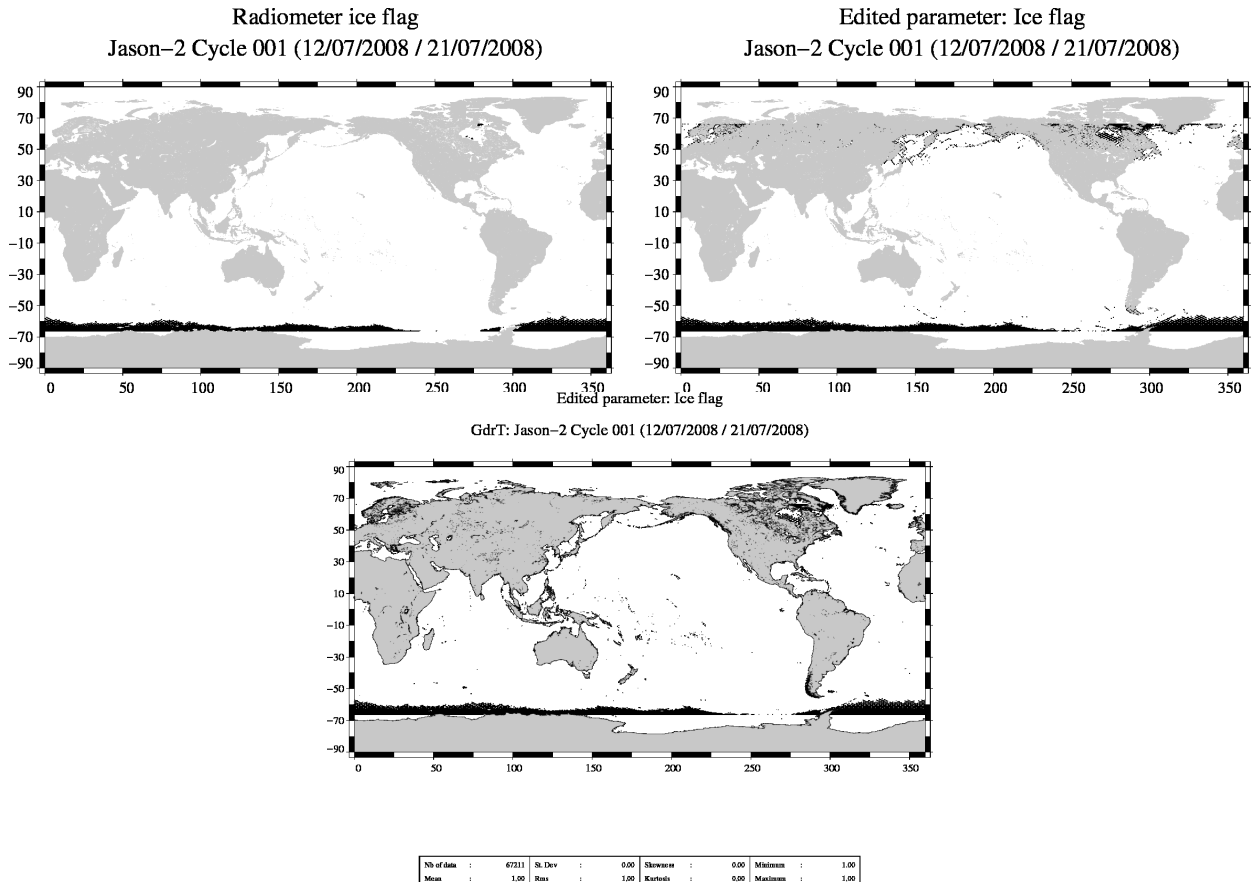 Radiometer ice flag
Jason-2 Cycle 001 (12/07/2008 / 21/07/2008)
90
70
50
30
10
-10
-30
-50
-70
-90
0 50 100 150 200 250 300 350
Edited parameter: Ice flag
Jason-2 Cycle 001 (12/07/2008 / 21/07/2008)
90
70
50
30
10
-10
-30
-50
-70
-90
0 50 100 150 200 250 300 350
Edited parameter: Ice flag
GdrT: Jason-2 Cycle 001 (12/07/2008 / 21/07/2008)
90
70
50
30
10
-10
-30
-50
-70
-90
0 50 100 150 200 250 300 350
Nb of data : 67211 St. Dev : 0.00 Skewness : 0.00 Minimum : 1.00
Mean : 1.00 Rms : 1.00 Kurtosis : 0.00 Maximum : 1.00